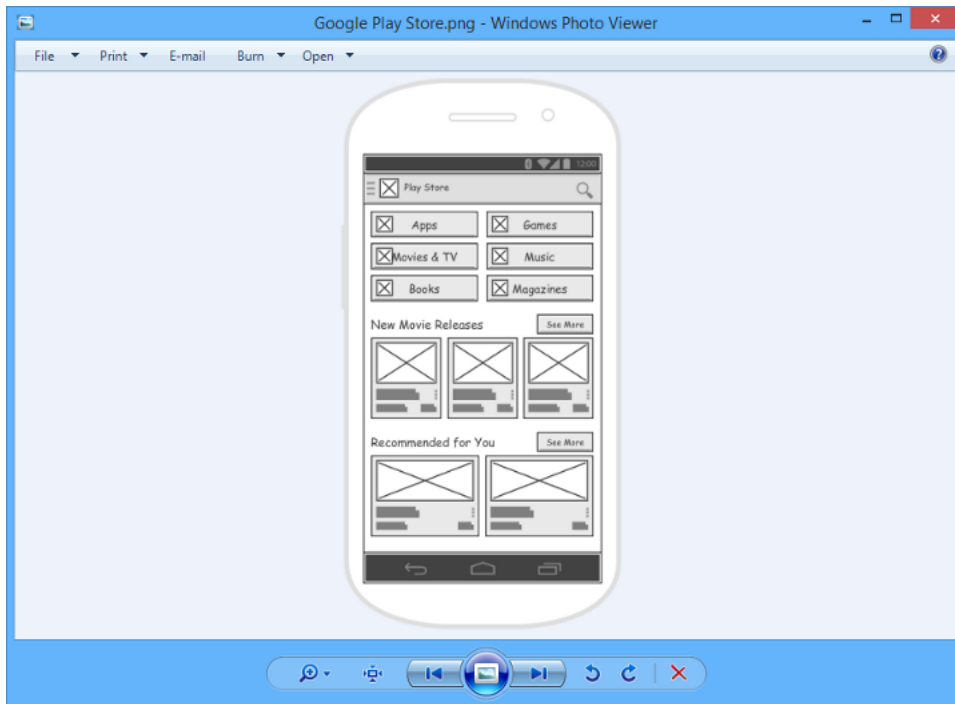 Google Play Store.png - Windows Photo Viewer
File Print E-mail Burn Open
12:00
Play Store
Apps Games
Movies & TV Music
Books Magazines
New Movie Releases See More
Recommended for You See More